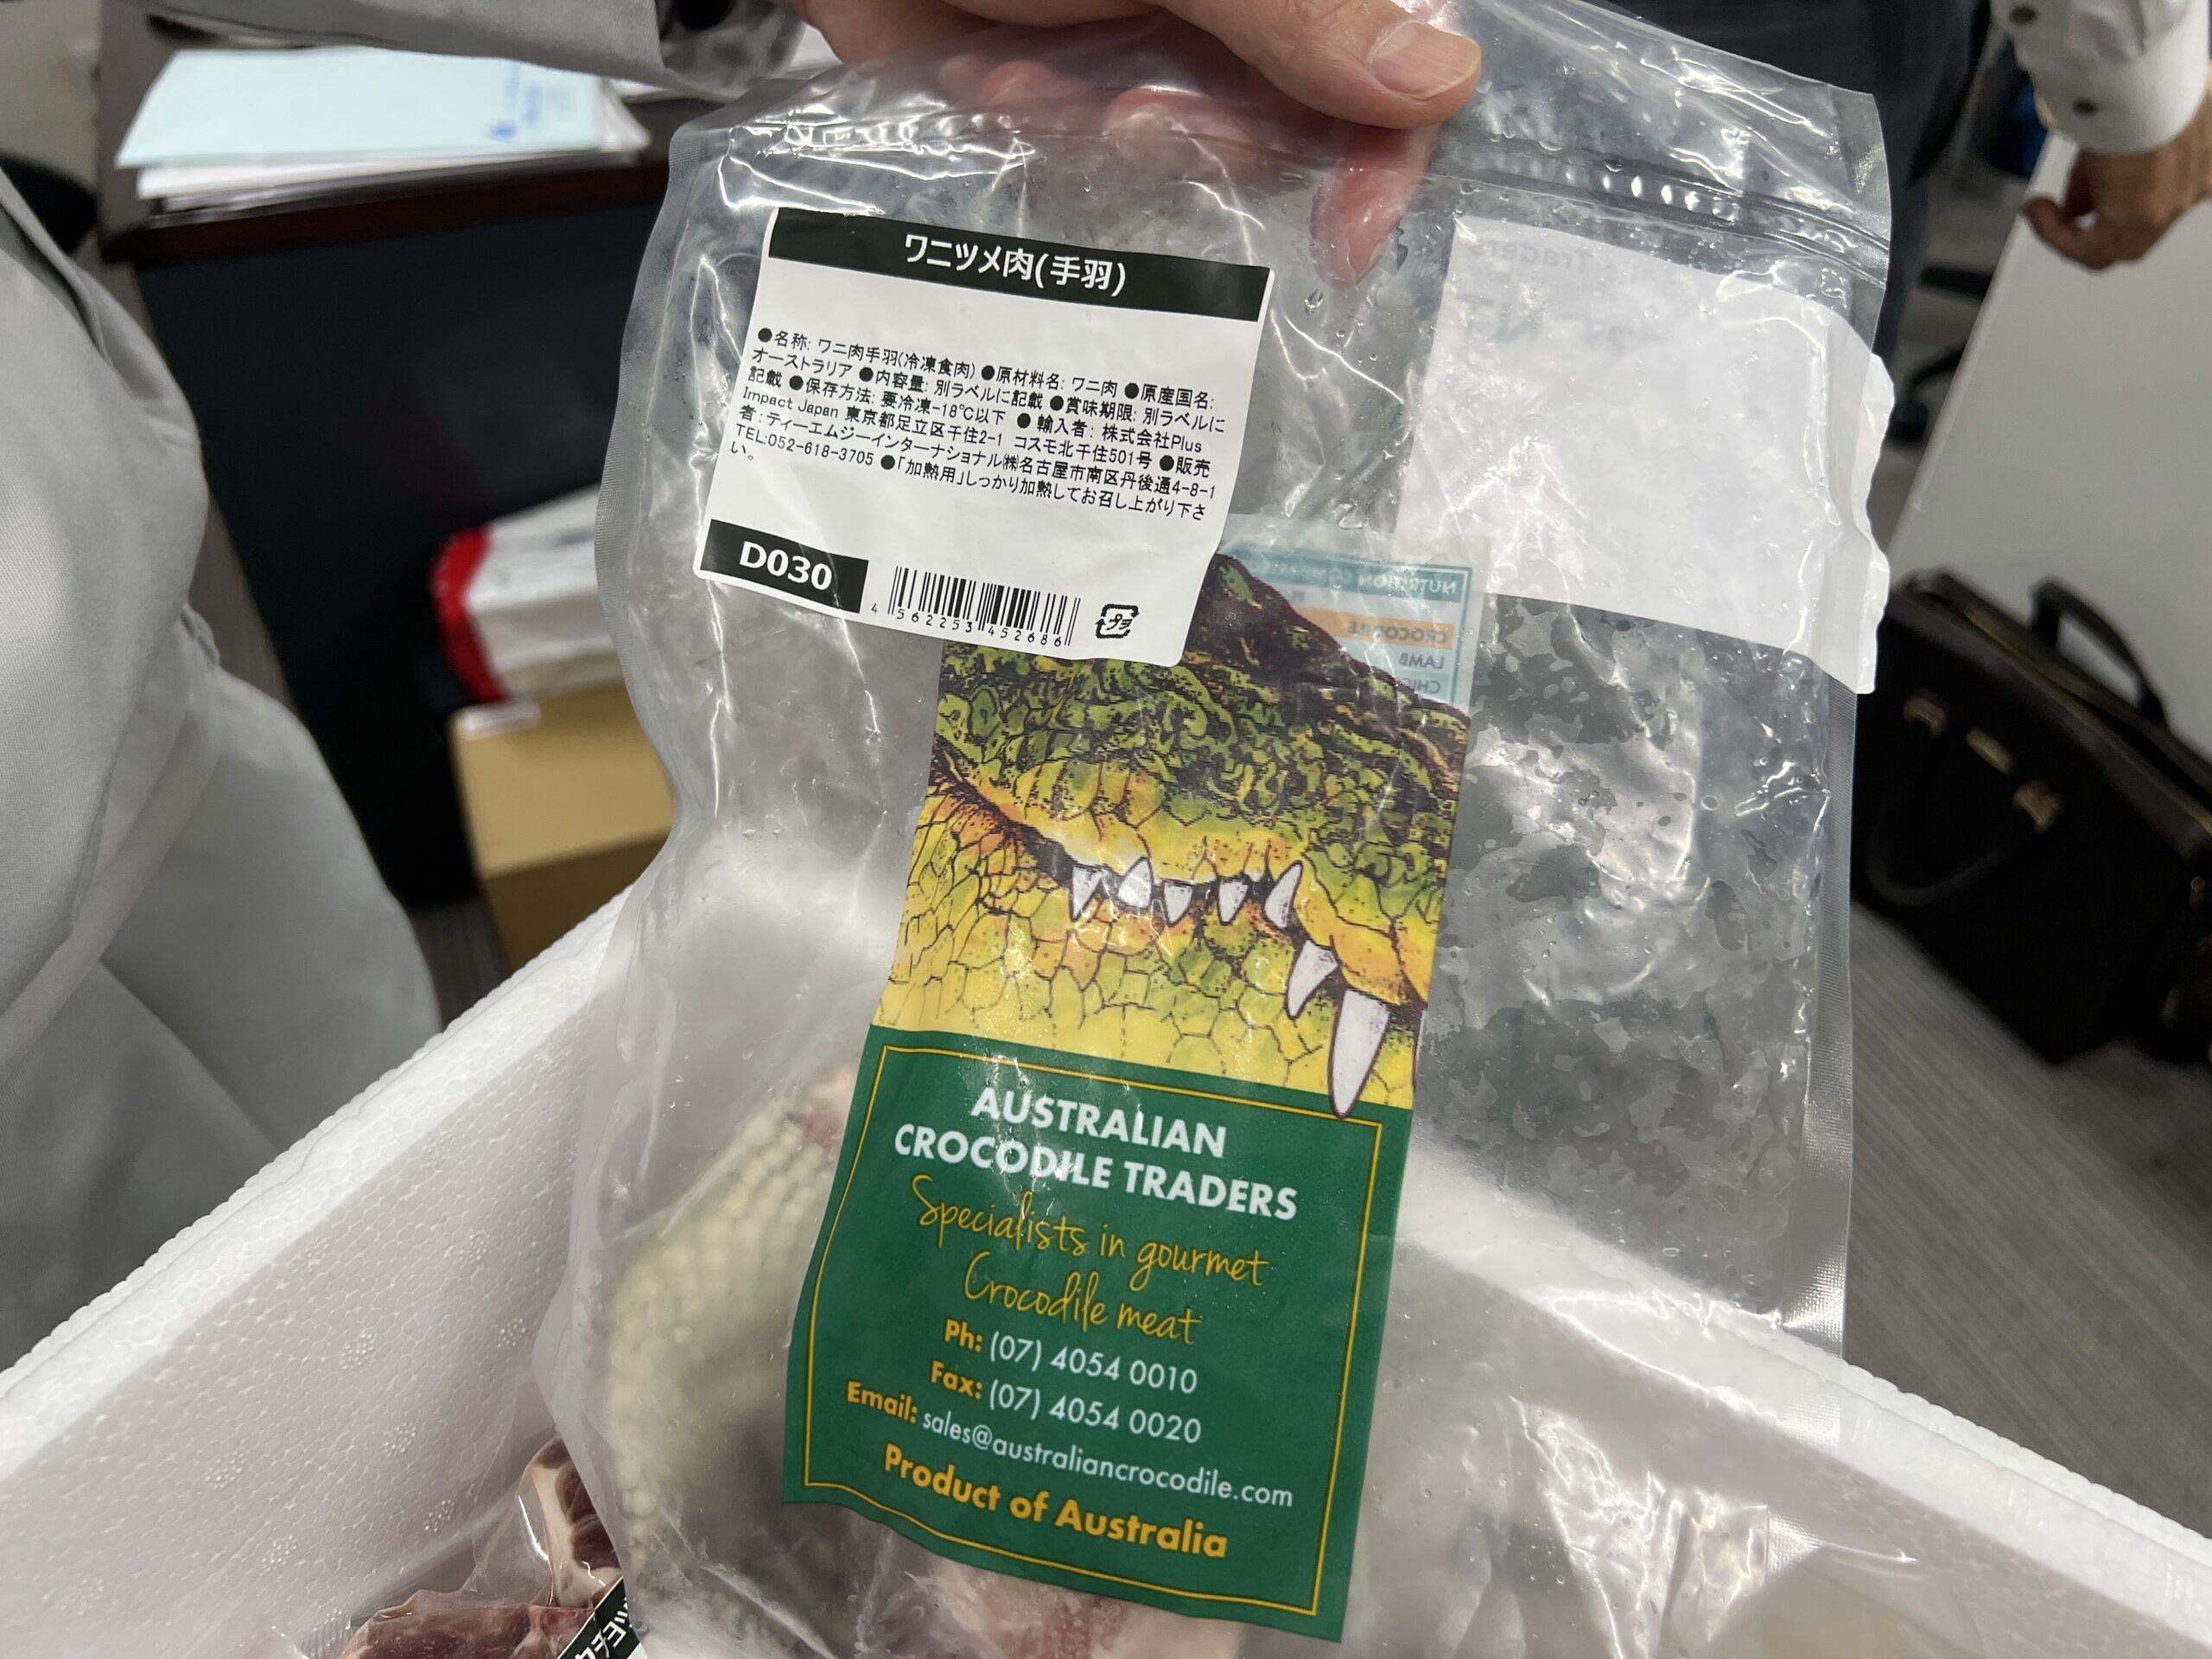 ワニツメ肉(手羽)
●名称: ワニ肉手羽(冷凍食肉) ●原材料名: ワニ肉 ●原産国名:
オーストラリア ●内容量: 別ラベルに記載 ●賞味期限: 別ラベルに
記載 ●保存方法: 要冷凍-18℃以下 ● 輸入者: 株式会社Plus
Impact Japan 東京都足立区千住2-1 コスモ北千住501号 ●販売
者: ティーエムジーインターナショナル㈱名古屋市南区丹後通4-8-1
TEL:052-618-3705 ●「加熱用」しっかり加熱してお召し上がり下さ
い。
D030
4 562253 452686
プラ
NUTRITION
CROCODILE
LAMB
AUSTRALIAN
CROCODILE TRADERS
Specialists in gourmet
Crocodile meat
Ph: (07) 4054 0010
Fax: (07) 4054 0020
Email: sales@australiancrocodile.com
Product of Australia